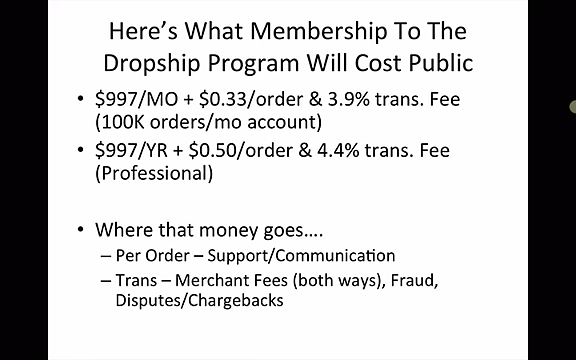 Here's What Membership To The
Dropship Program Will Cost Public
• $997/MO + $0.33/order & 3.9% trans. Fee
(100K orders/mo account)
• $997/YR + $0.50/order & 4.4% trans. Fee
(Professional)
• Where that money goes....
– Per Order – Support/Communication
– Trans – Merchant Fees (both ways), Fraud,
Disputes/Chargebacks